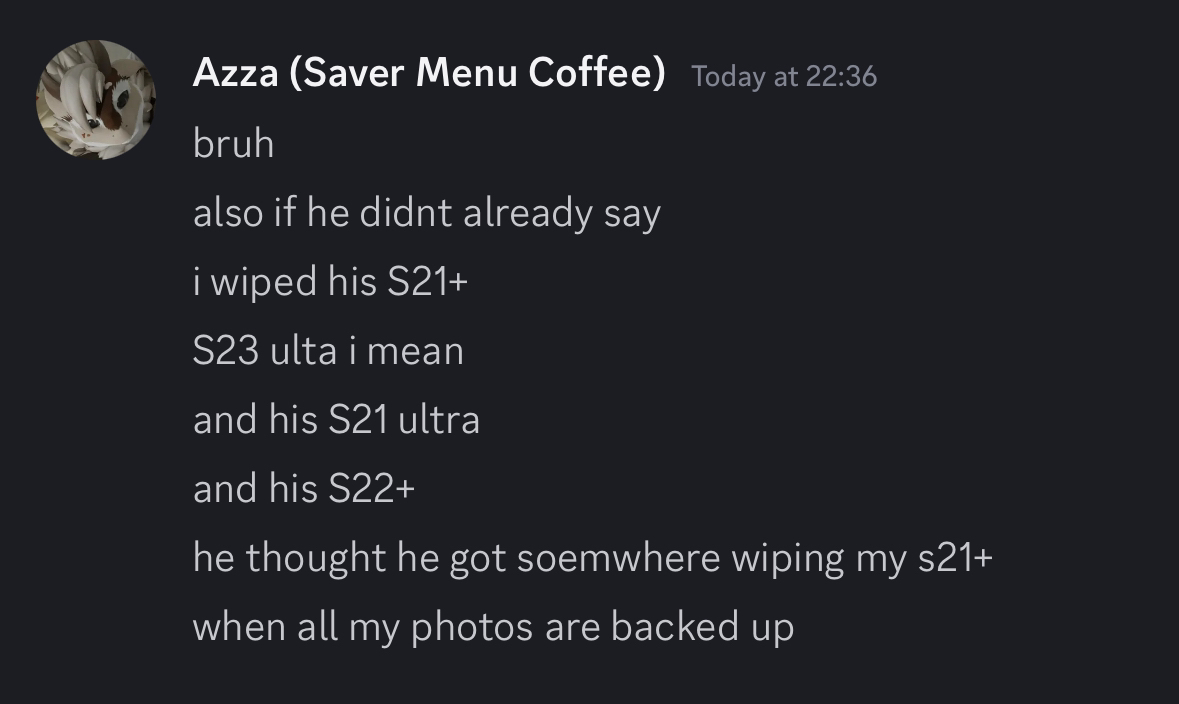 Azza (Saver Menu Coffee) Today at 22:36
bruh
also if he didnt already say
i wiped his S21+
S23 ulta i mean
and his S21 ultra
and his S22+
he thought he got soemwhere wiping my s21+
when all my photos are backed up